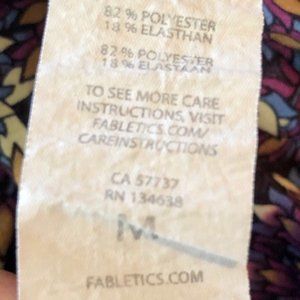 82 % POLYESTER
18 % ELASTHAN
82 % POLYESTER
18 % ELASTAAN
TO SEE MORE CARE
INSTRUCTIONS, VISIT
FABLETICS.COM/
CAREINSTRUCTIONS
CA 57737
RN 134638
M
FABLETICS.COM